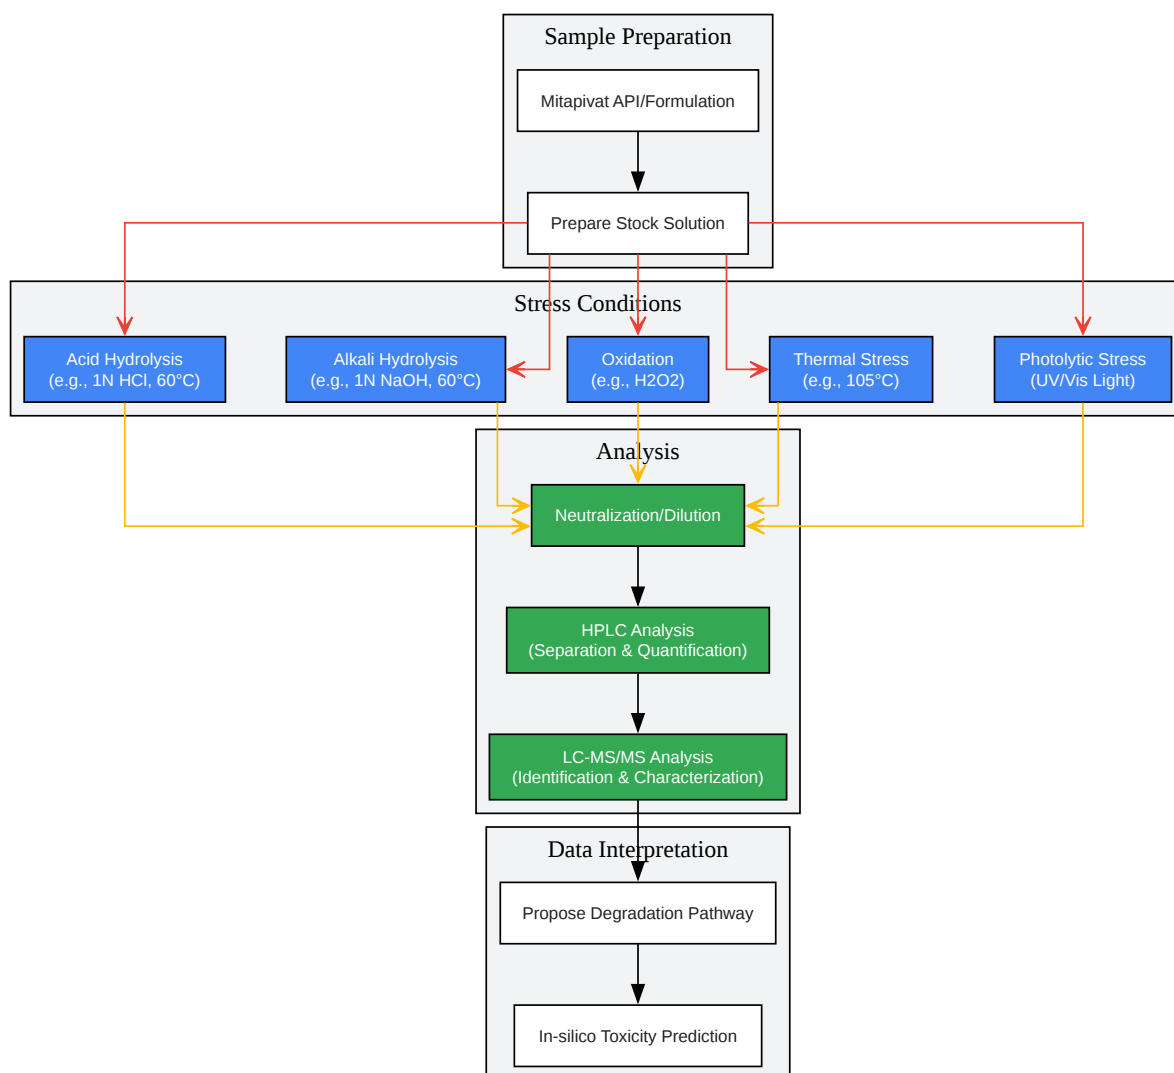 Sample Preparation
Mitapivat API/Formulation
Prepare Stock Solution
Stress Conditions
Acid Hydrolysis
(e.g., 1N HCl, 60°C)
Alkali Hydrolysis
(e.g., 1N NaOH, 60°C)
Oxidation
(e.g., H2O2)
Thermal Stress
(e.g., 105°C)
Photolytic Stress
(UV/Vis Light)
Analysis
Neutralization/Dilution
HPLC Analysis
(Separation & Quantification)
LC-MS/MS Analysis
(Identification & Characterization)
Data Interpretation
Propose Degradation Pathway
In-silico Toxicity Prediction